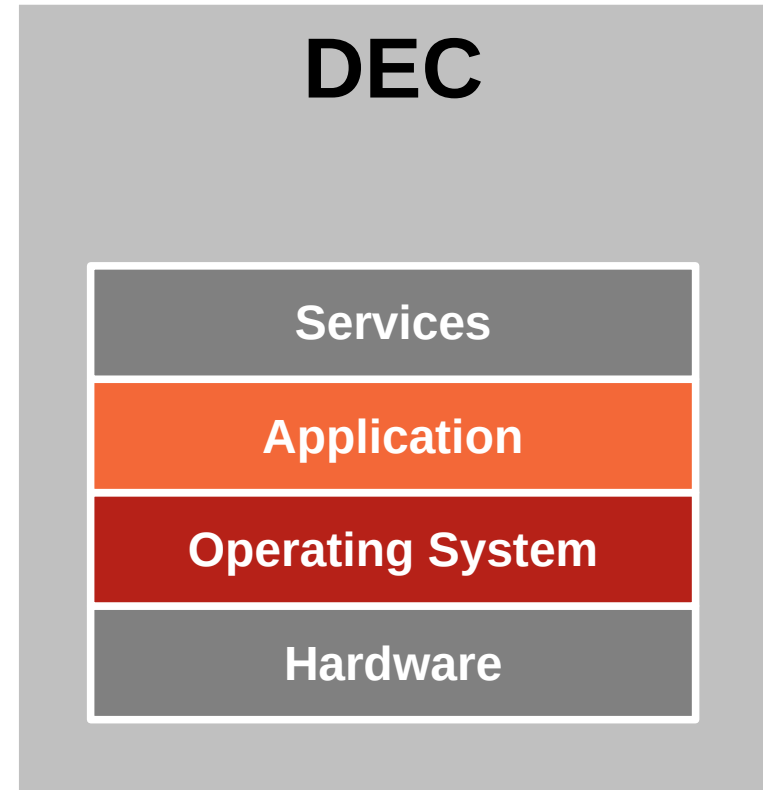 DEC
Services
Application
Operating System
Hardware